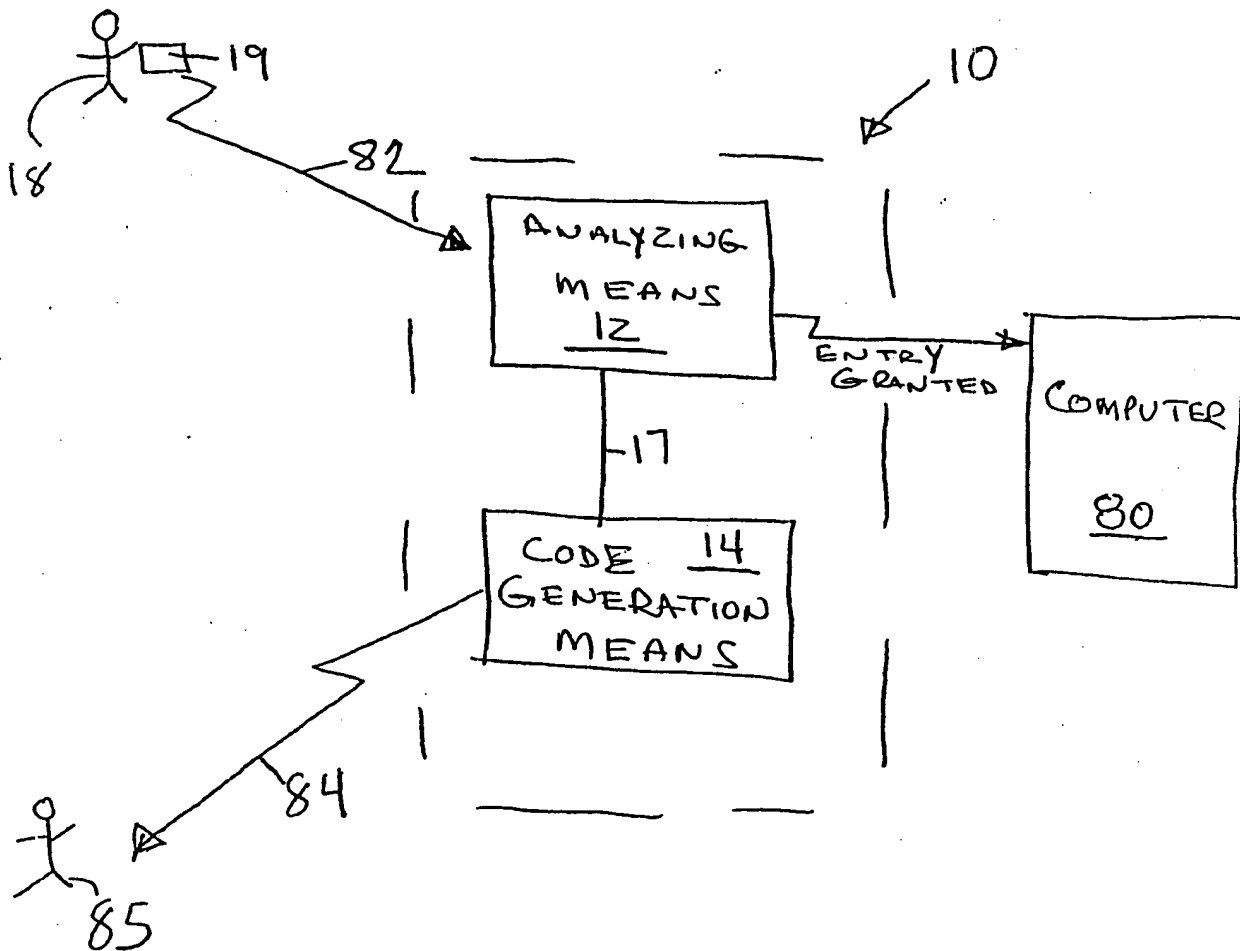 19
10
18
82
ANALYZING
MEANS
12
ENTRY
GRANTED
COMPUTER
80
17
CODE 14
GENERATION
MEANS
84
85